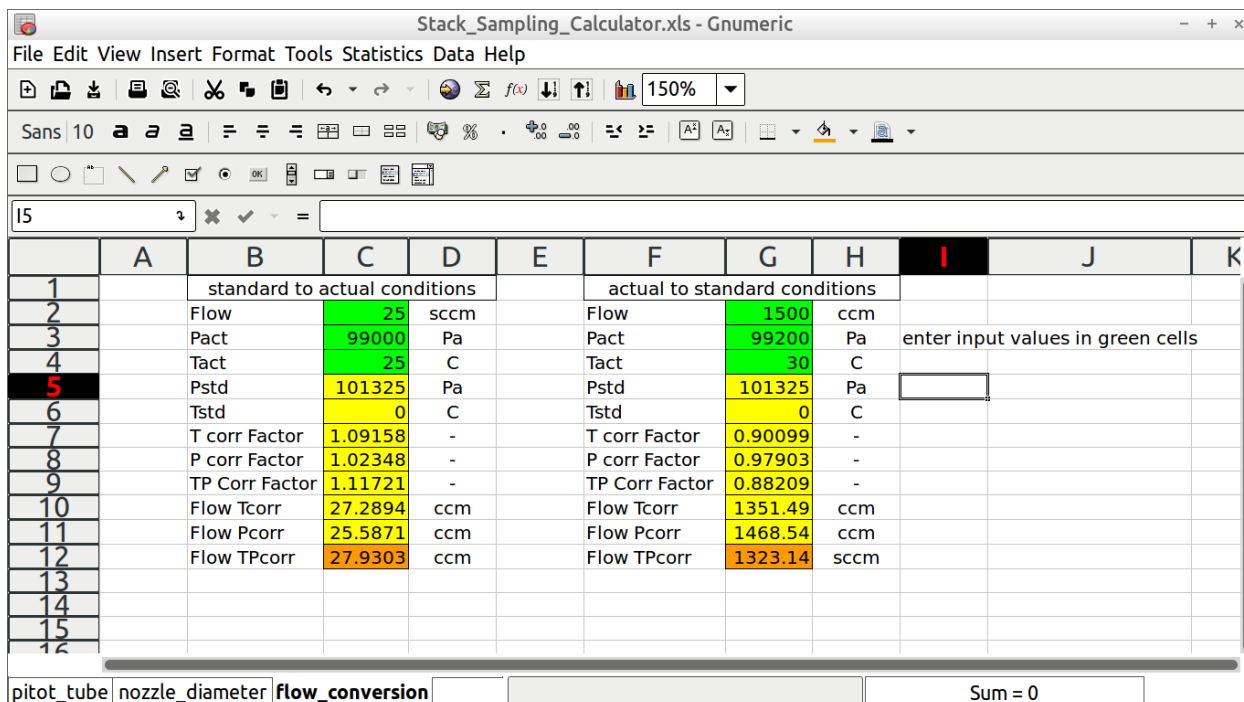 Stack_Sampling_Calculator.xls - Gnumeric
File Edit View Insert Format Tools Statistics Data Help
f(x) 150%
Sans 10 a a a %
OK
I5 =
A B C D E F G H I J K
1 standard to actual conditions actual to standard conditions
2 Flow 25 sccm Flow 1500 ccm
3 Pact 99000 Pa Pact 99200 Pa enter input values in green cells
4 Tact 25 C Tact 30 C
5 Pstd 101325 Pa Pstd 101325 Pa
6 Tstd 0 C Tstd 0 C
7 T corr Factor 1.09158 - T corr Factor 0.90099 -
8 P corr Factor 1.02348 - P corr Factor 0.97903 -
9 TP Corr Factor 1.11721 - TP Corr Factor 0.88209 -
10 Flow Tcorr 27.2894 ccm Flow Tcorr 1351.49 ccm
11 Flow Pcorr 25.5871 ccm Flow Pcorr 1468.54 ccm
12 Flow TPcorr 27.9303 ccm Flow TPcorr 1323.14 sccm
13
14
15
16
pitot_tube nozzle_diameter flow_conversion Sum = 0